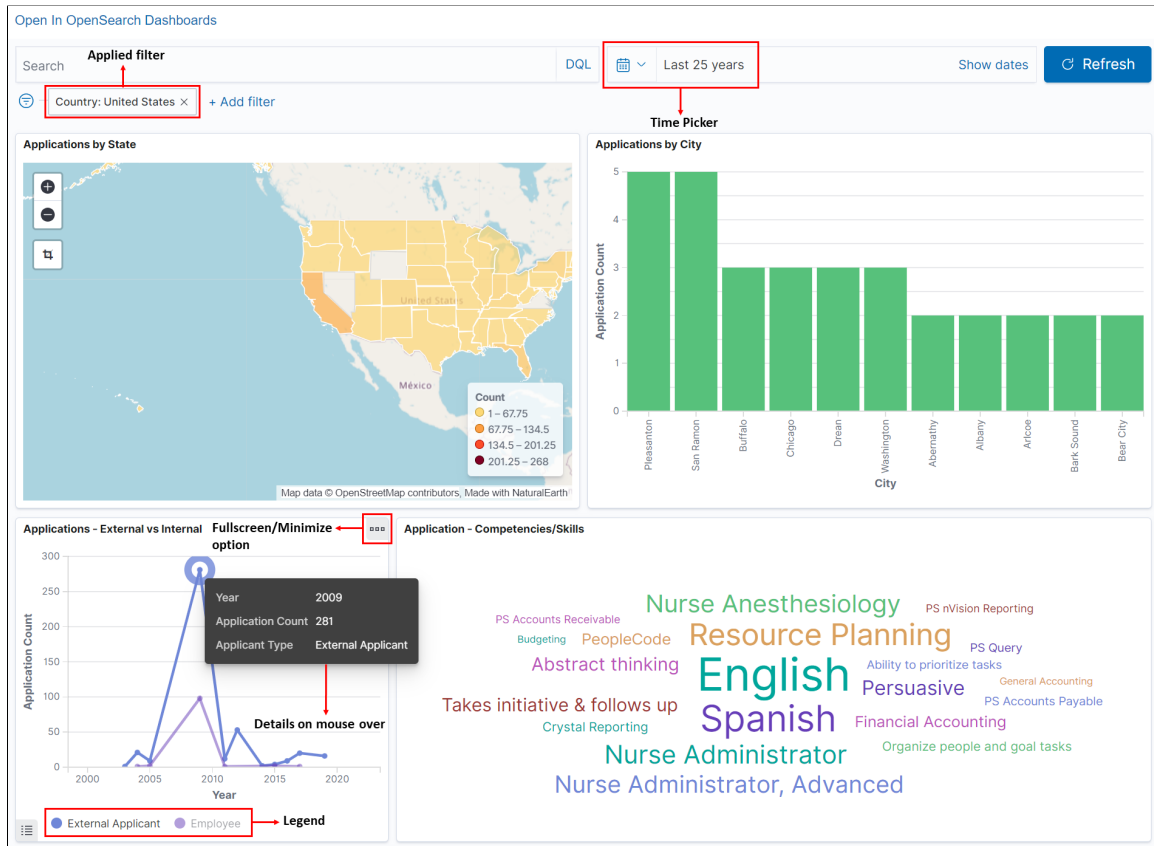 Open In OpenSearch Dashboards
Applied filter
Search
DQL
Last 25 years
Show dates
Refresh
Country: United States ×
+ Add filter
Time Picker
Applications by State
United States
México
Count
1 – 67.75
67.75 – 134.5
134.5 – 201.25
201.25 – 268
Map data © OpenStreetMap contributors, Made with NaturalEarth
Applications by City
Application Count
5
4
3
2
1
0
Pleasanton
San Ramon
Buffalo
Chicago
Drean
Washington
Abernathy
Albany
Arlcoe
Bark Sound
Bear City
City
Applications - External vs Internal
Fullscreen/Minimize
option
Application Count
300
250
200
150
100
50
0
Year 2009
Application Count 281
Applicant Type External Applicant
Details on mouse over
2000 2005 2010 2015 2020
Year
External Applicant Employee
Legend
Application - Competencies/Skills
Nurse Anesthesiology
PS nVision Reporting
PS Accounts Receivable
Budgeting
PeopleCode
Resource Planning
PS Query
Abstract thinking
English
Ability to prioritize tasks
Persuasive
General Accounting
PS Accounts Payable
Takes initiative & follows up
Spanish
Financial Accounting
Crystal Reporting
Nurse Administrator
Organize people and goal tasks
Nurse Administrator, Advanced